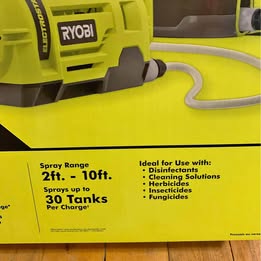 ELECTROSTA
RYOBI
Spray Range
2ft. - 10ft.
Sprays up to
30 Tanks
Per Charge*
Ideal for Use with:
• Disinfectants
• Cleaning Solutions
• Herbicides
• Insecticides
• Fungicides